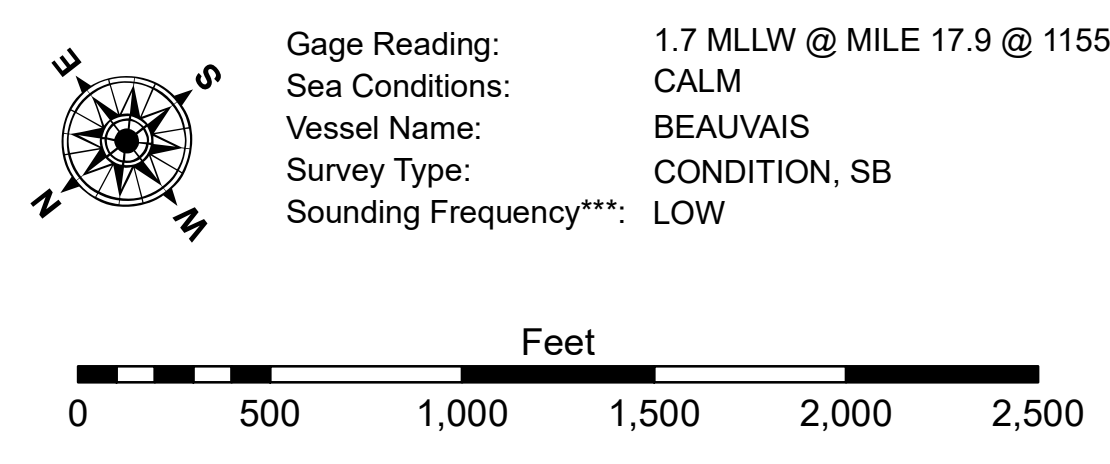 E
S
N
W
Gage Reading: 1.7 MLLW @ MILE 17.9 @ 1155
Sea Conditions: CALM
Vessel Name: BEAUVAIS
Survey Type: CONDITION, SB
Sounding Frequency***: LOW
Feet
0 500 1,000 1,500 2,000 2,500